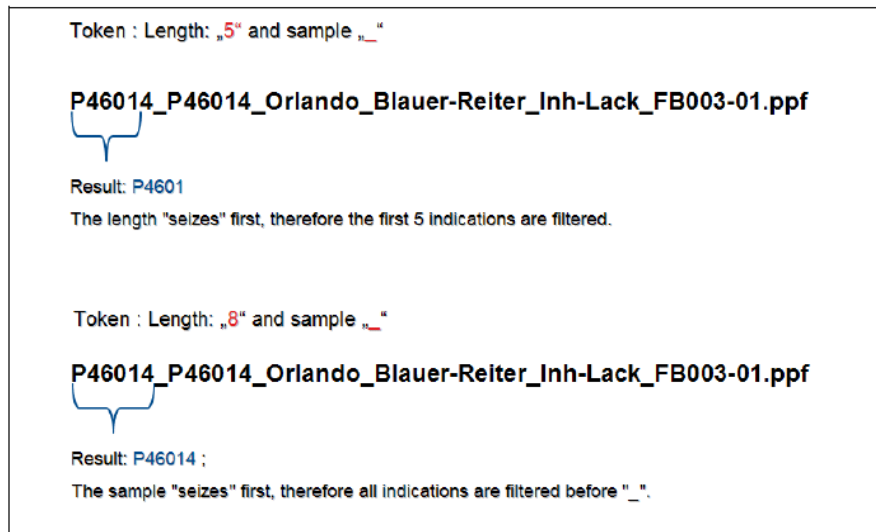 Token : Length: „5“ and sample „_“
P46014_P46014_Orlando_Blauer-Reiter_Inh-Lack_FB003-01.ppf
Result: P4601
The length "seizes" first, therefore the first 5 indications are filtered.
Token : Length: „8“ and sample „_“
P46014_P46014_Orlando_Blauer-Reiter_Inh-Lack_FB003-01.ppf
Result: P46014 ;
The sample "seizes" first, therefore all indications are filtered before "_".